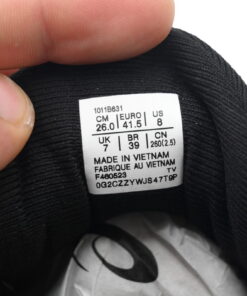 1011B631
CM EURO US
26.0 41.5 8
UK BR CN
7 39 260(2.5)
MADE IN VIETNAM
FABRIQUE AU VIETNAM
F460523 TV
0G2CZZYWJS47T9P